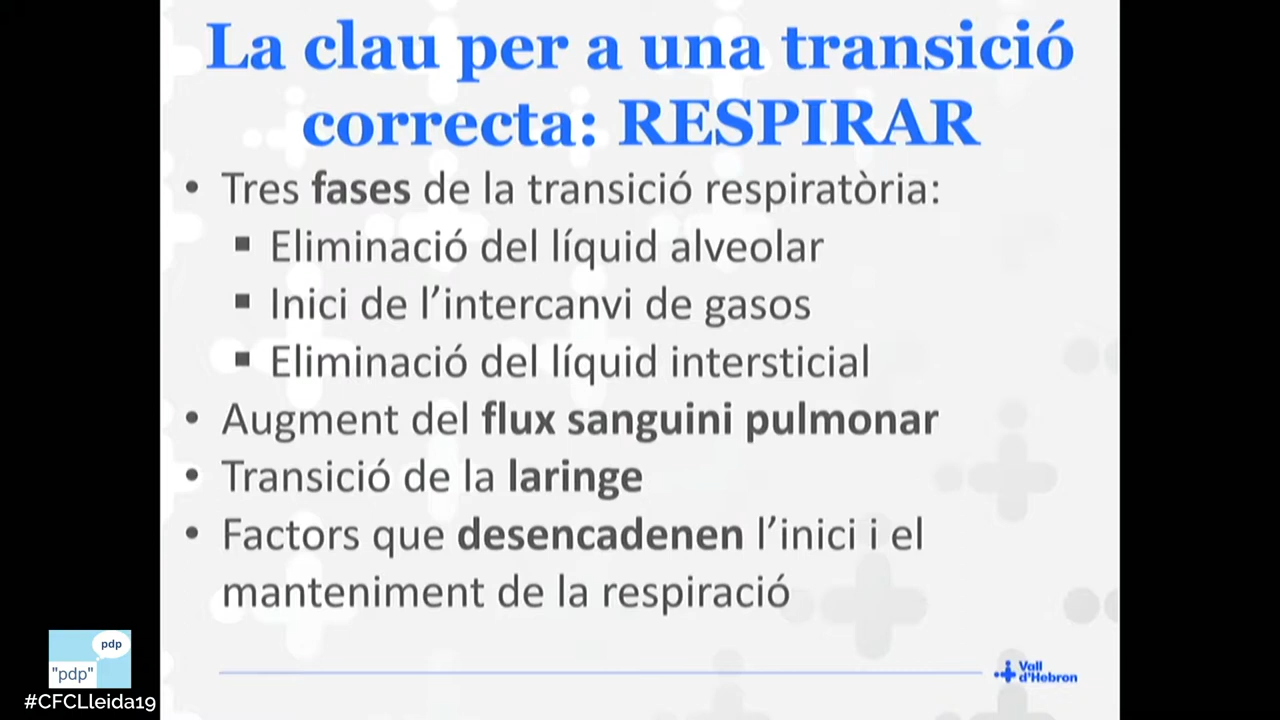 La clau per a una transició
correcta: RESPIRAR
• Tres fases de la transició respiratòria:
▪ Eliminació del líquid alveolar
▪ Inici de l’intercanvi de gasos
▪ Eliminació del líquid intersticial
• Augment del flux sanguini pulmonar
• Transició de la laringe
• Factors que desencadenen l’inici i el
manteniment de la respiració
pdp
"pdp"
#CFCLleida19
Vall
d’Hebron